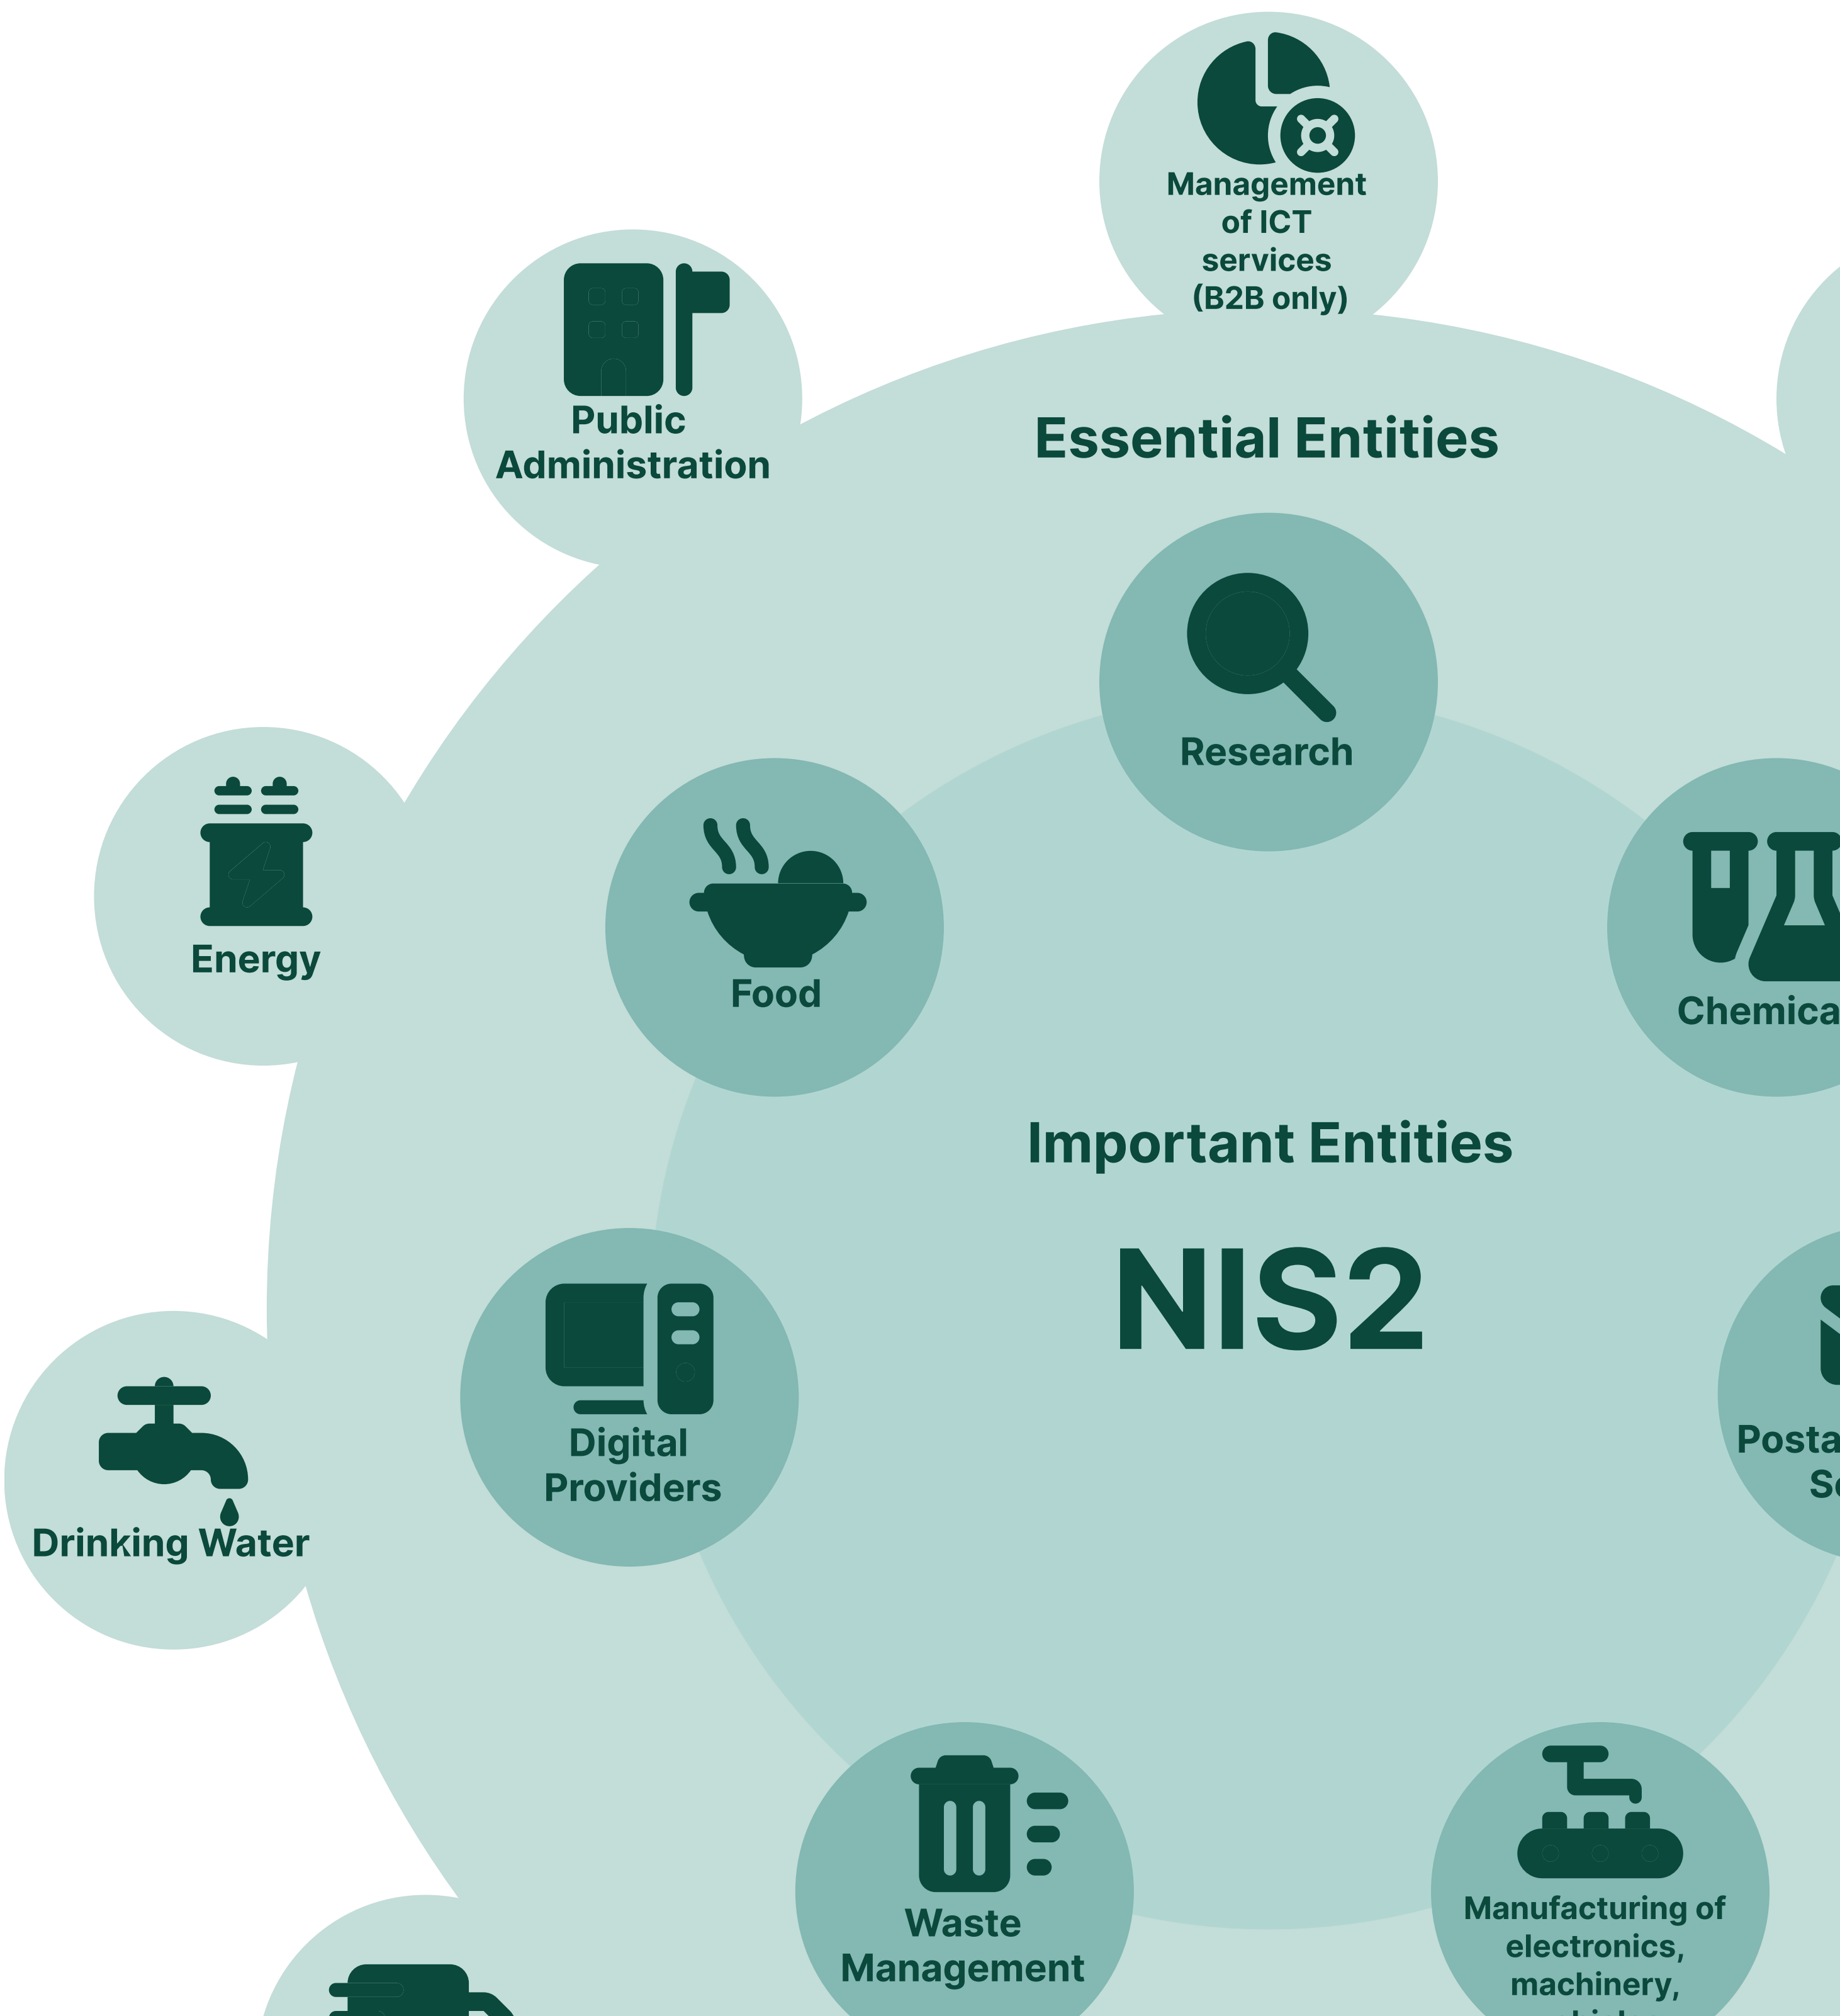 Management
of ICT
services
(B2B only)
Public
Administration
Essential Entities
Research
Energy
Food
Important Entities
NIS2
Digital
Providers
Drinking Water
Waste
Management
Manufacturing of
electronics,
machinery,